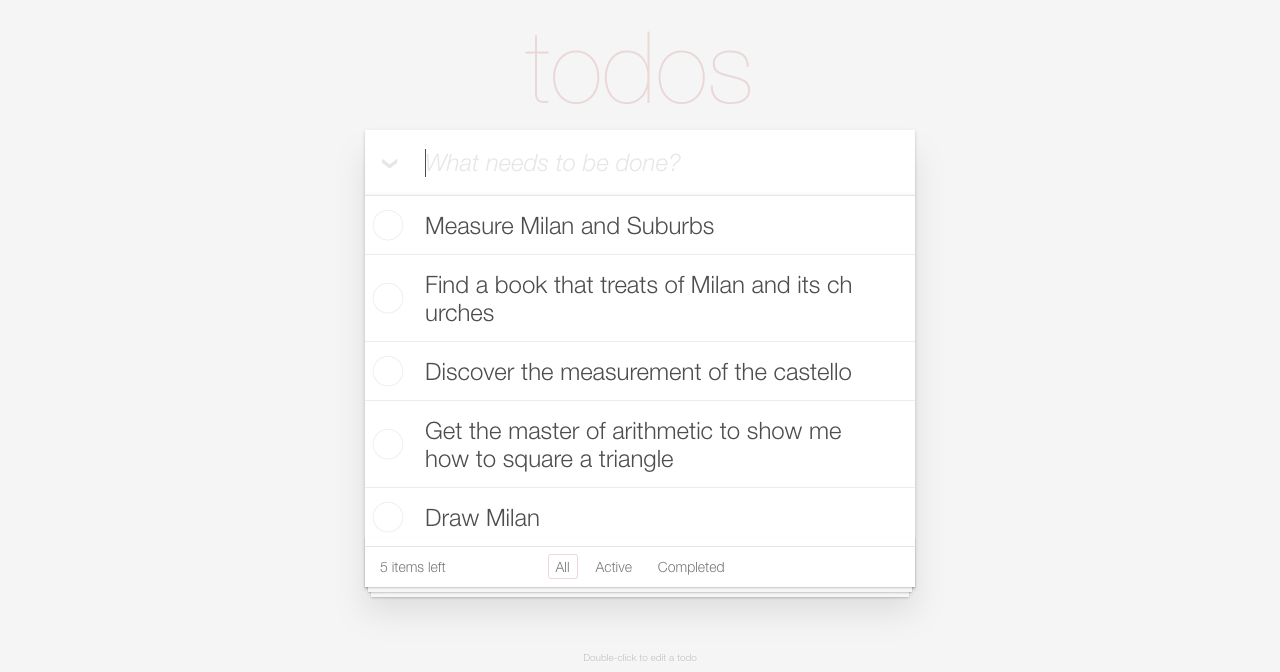 todos
What needs to be done?
Measure Milan and Suburbs
Find a book that treats of Milan and its ch
urches
Discover the measurement of the castello
Get the master of arithmetic to show me
how to square a triangle
Draw Milan
5 items left All Active Completed
Double-click to edit a todo